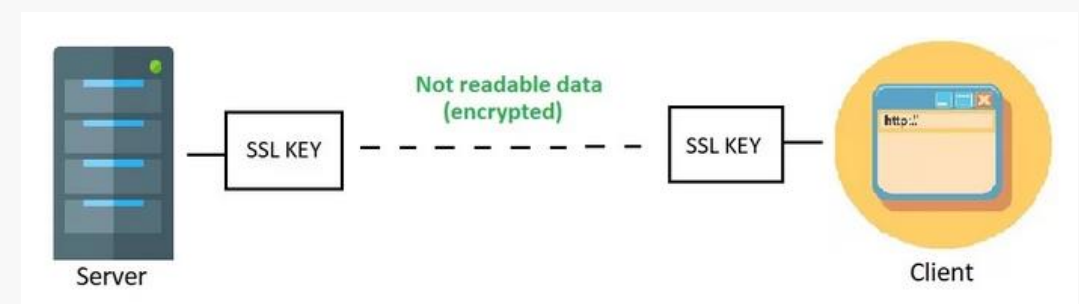 Not readable data
(encrypted)
SSL KEY
SSL KEY
http://
Server
Client